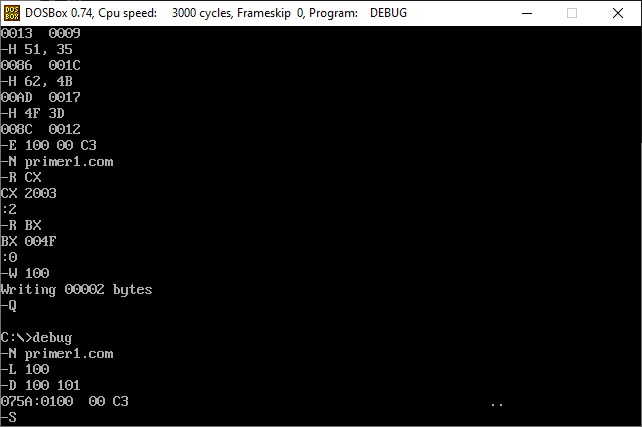 DOS
BOX
DOSBox 0.74, Cpu speed: 3000 cycles, Frameskip 0, Program: DEBUG
0013 0009
-H 51, 35
0086 001C
-H 62, 4B
00AD 0017
-H 4F 3D
008C 0012
-E 100 00 C3
-N primer1.com
-R CX
CX 2003
:2
-R BX
BX 004F
:0
-W 100
Writing 00002 bytes
-Q
C:\>debug
-N primer1.com
-L 100
-D 100 101
075A:0100 00 C3 ..
-S